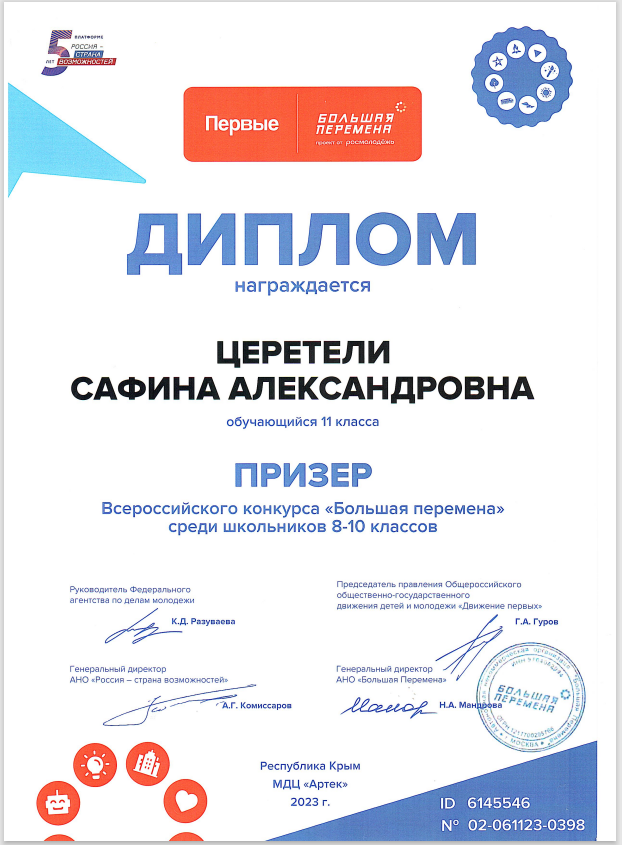 5 ЛЕТ
ПЛАТФОРМЕ
РОССИЯ –
СТРАНА
ВОЗМОЖНОСТЕЙ
Первые
БОЛЬШАЯ
ПЕРЕМЕНА
проект от росмолодёжь
ДИПЛОМ
награждается
ЦЕРЕТЕЛИ
САФИНА АЛЕКСАНДРОВНА
обучающийся 11 класса
ПРИЗЕР
Всероссийского конкурса «Большая перемена»
среди школьников 8-10 классов
Руководитель Федерального
агентства по делам молодежи
К.Д. Разуваева
Председатель правления Общероссийского
общественно-государственного
движения детей и молодежи «Движение первых»
Г.А. Гуров
Генеральный директор
АНО «Россия – страна возможностей»
А.Г. Комиссаров
Генеральный директор
АНО «Большая Перемена»
Н.А. Мандрова
БОЛЬШАЯ
ПЕРЕМЕНА
МОСКВА
Республика Крым
МДЦ «Артек»
2023 г.
ID 6145546
№ 02-061123-0398